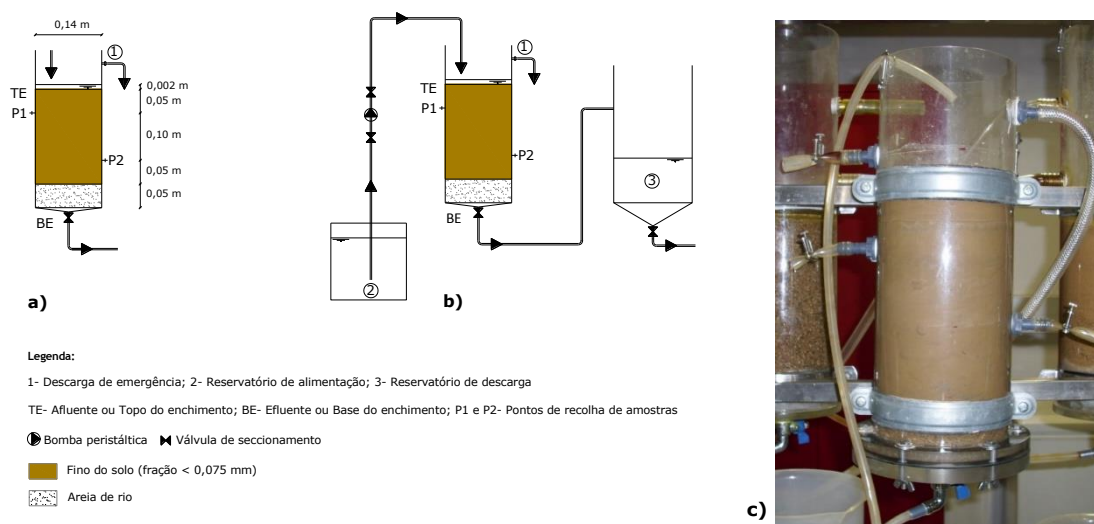 0,14 m
1
TE
P1
P2
BE
0,002 m
0,05 m
0,10 m
0,05 m
0,05 m
a)
1
TE
P1
P2
BE
2
3
b)
c)
Legenda:
1- Descarga de emergência; 2- Reservatório de alimentação; 3- Reservatório de descarga
TE- Afluente ou Topo do enchimento; BE- Efluente ou Base do enchimento; P1 e P2- Pontos de recolha de amostras
Bomba peristáltica Válvula de seccionamento
Fino do solo (fração < 0,075 mm)
Areia de rio